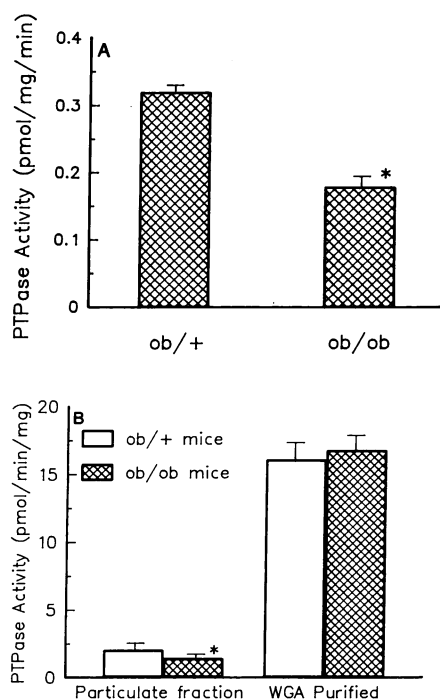 PTPase Activity (pmol/mg/min)
0.4
0.3
0.2
0.1
0
A
*
ob/+
ob/ob
PTPase Activity (pmol/min/mg)
20
15
10
5
0
B
ob/+ mice
ob/ob mice
*
Particulate fraction
WGA Purified